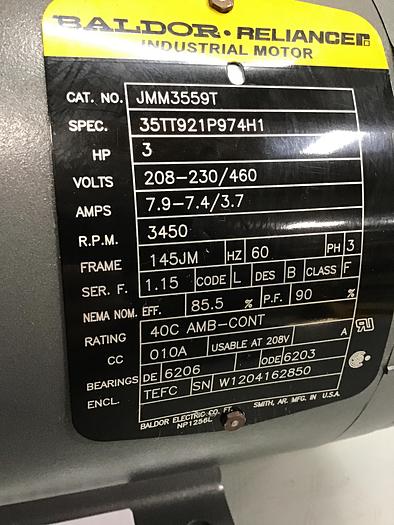 BALDOR • RELIANCER
INDUSTRIAL MOTOR
CAT. NO. JMM3559T
SPEC. 35TT921P974H1
HP 3
VOLTS 208-230/460
AMPS 7.9-7.4/3.7
R.P.M. 3450
FRAME 145JM HZ 60 PH 3
SER. F. 1.15 CODE L DES B CLASS F
NEMA NOM. EFF. 85.5 % P.F. 90 %
RATING 40C AMB-CONT
CC 010A USABLE AT 208V A
BEARINGS DE 6206 ODE 6203
ENCL. TEFC SN W1204162850
BALDOR ELECTRIC CO. FT. SMITH, AR. MFG. IN U.S.A.
NP1256L